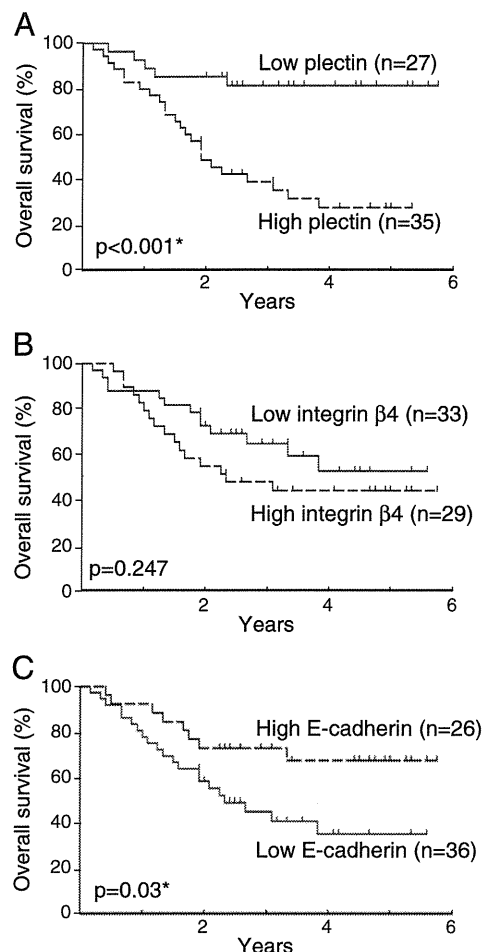 A
Overall survival (%)
100
80
60
40
20
0
Low plectin (n=27)
High plectin (n=35)
p<0.001*
2
4
6
Years
B
Overall survival (%)
100
80
60
40
20
0
Low integrin β4 (n=33)
High integrin β4 (n=29)
p=0.247
2
4
6
Years
C
Overall survival (%)
100
80
60
40
20
0
High E-cadherin (n=26)
Low E-cadherin (n=36)
p=0.03*
2
4
6
Years